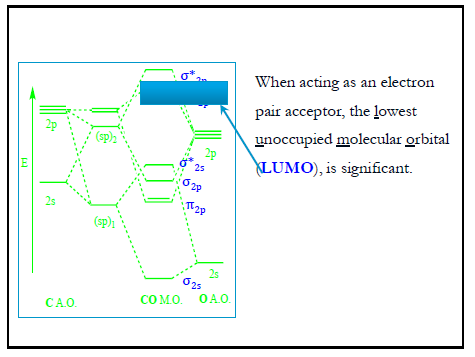 σ*2p
When acting as an electron
pair acceptor, the lowest
unoccupied molecular orbital
(LUMO), is significant.
2p
(sp)2
E
2p
σ*2s
σ2p
π2p
2s
(sp)1
2s
σ2s
C A.O.
CO M.O.
O A.O.